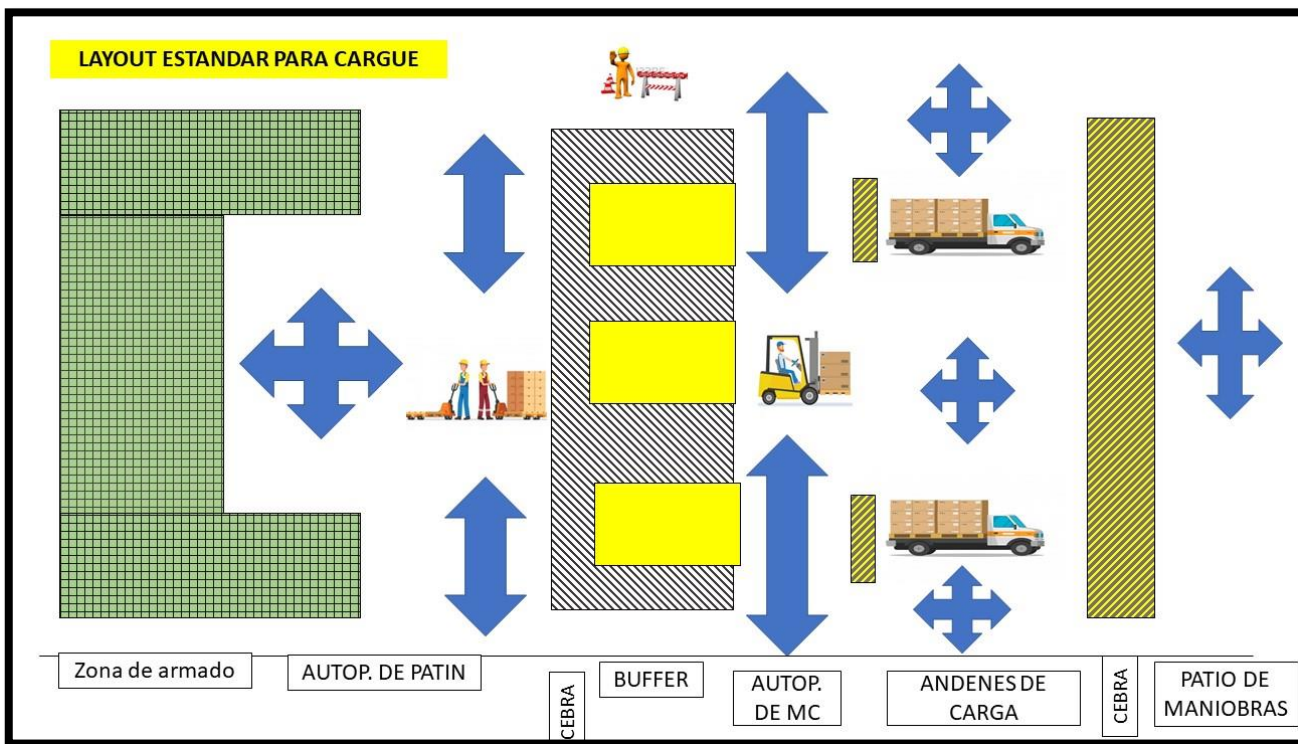 LAYOUT ESTANDAR PARA CARGUE
Zona de armado
AUTOP. DE PATIN
CEBRA
BUFFER
AUTOP.
DE MC
ANDENES DE
CARGA
CEBRA
PATIO DE
MANIOBRAS